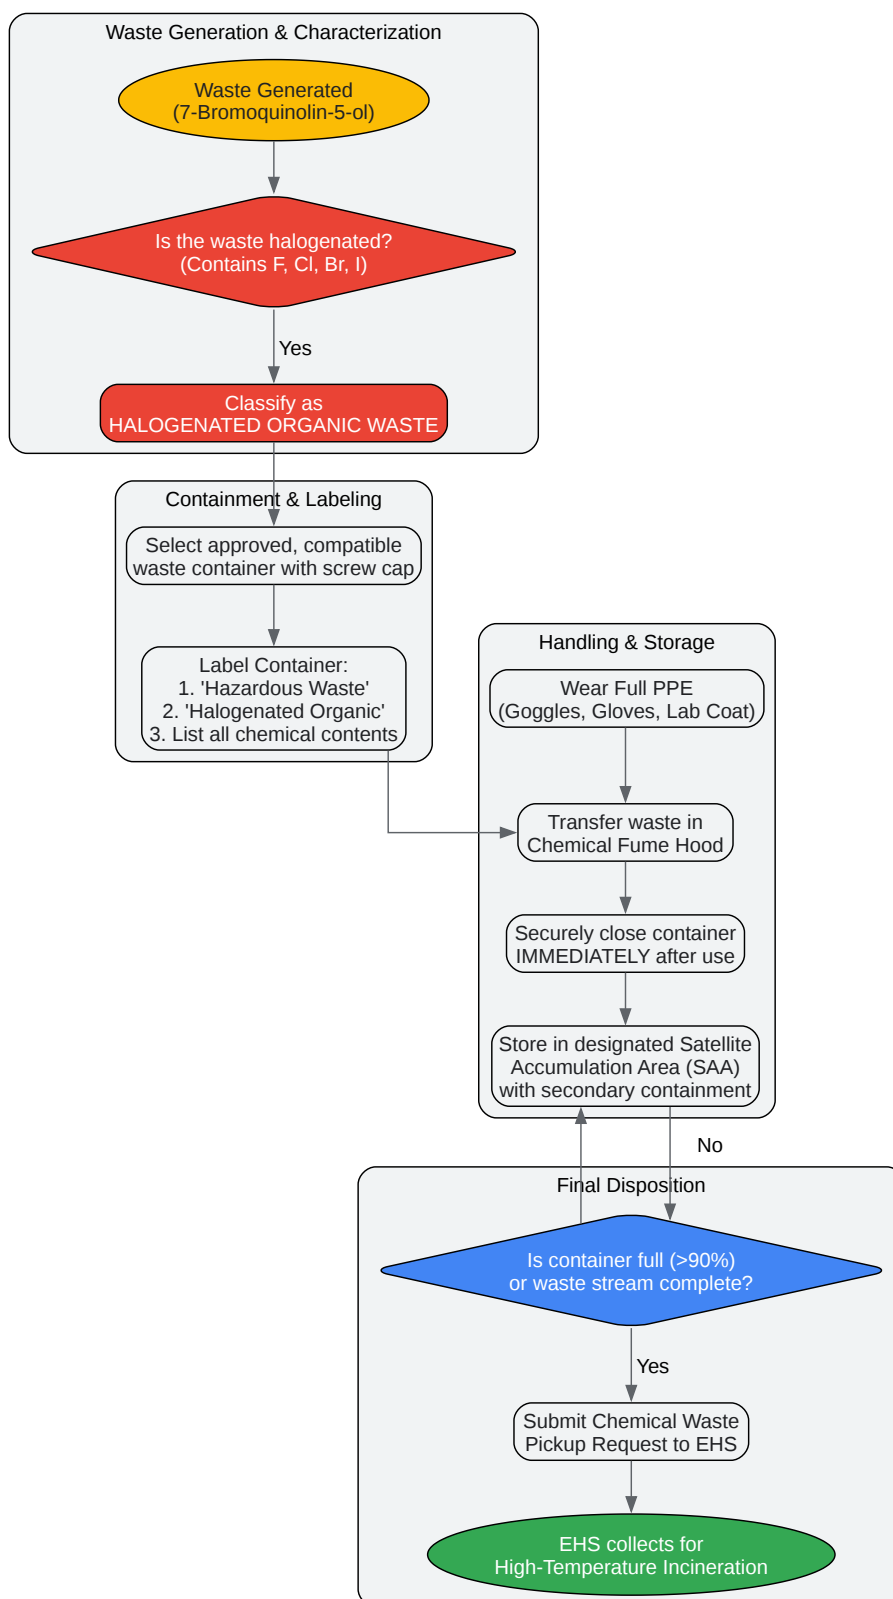 Waste Generation & Characterization
Waste Generated
(7-Bromoquinolin-5-ol)
Is the waste halogenated?
(Contains F, Cl, Br, I)
Yes
Classify as
HALOGENATED ORGANIC WASTE
Containment & Labeling
Select approved, compatible
waste container with screw cap
Label Container:
1. 'Hazardous Waste'
2. 'Halogenated Organic'
3. List all chemical contents
Handling & Storage
Wear Full PPE
(Goggles, Gloves, Lab Coat)
Transfer waste in
Chemical Fume Hood
Securely close container
IMMEDIATELY after use
Store in designated Satellite
Accumulation Area (SAA)
with secondary containment
No
Final Disposition
Is container full (>90%)
or waste stream complete?
Yes
Submit Chemical Waste
Pickup Request to EHS
EHS collects for
High-Temperature Incineration